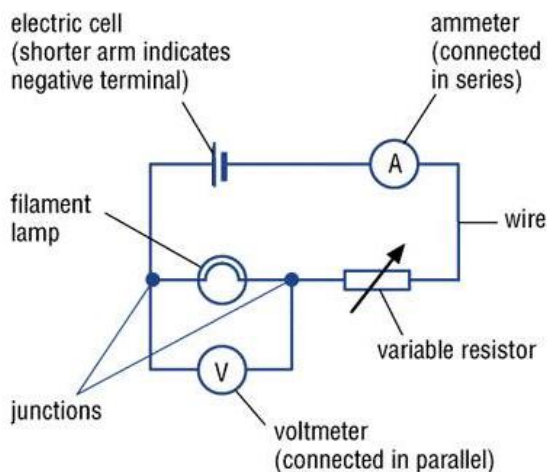 electric cell
(shorter arm indicates
negative terminal)
ammeter
(connected
in series)
A
filament
lamp
wire
variable resistor
V
junctions
voltmeter
(connected in parallel)